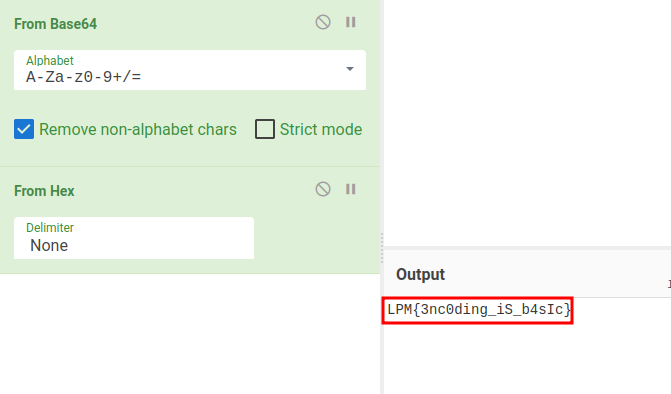 From Base64
Alphabet
A-Za-z0-9+/=
Remove non-alphabet chars
Strict mode
From Hex
Delimiter
None
Output
LPM{3nc0ding_iS_b4sIc}